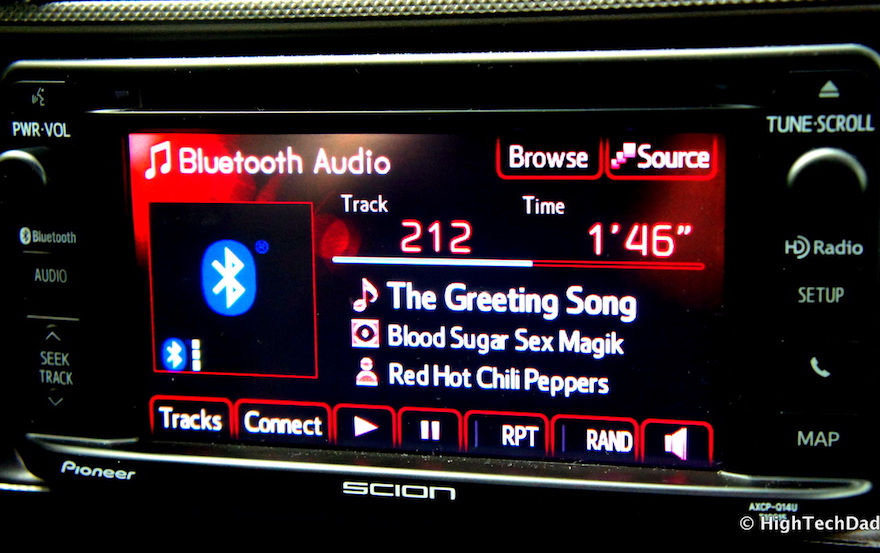 PWR·VOL
Bluetooth
AUDIO
SEEK
TRACK
Bluetooth Audio
Browse
Source
Track
Time
212
1'46"
The Greeting Song
Blood Sugar Sex Magik
Red Hot Chili Peppers
Tracks
Connect
RPT
RAND
TUNE·SCROLL
HD Radio
SETUP
MAP
Pioneer
SCION
AXCP-014U
© HighTechDad